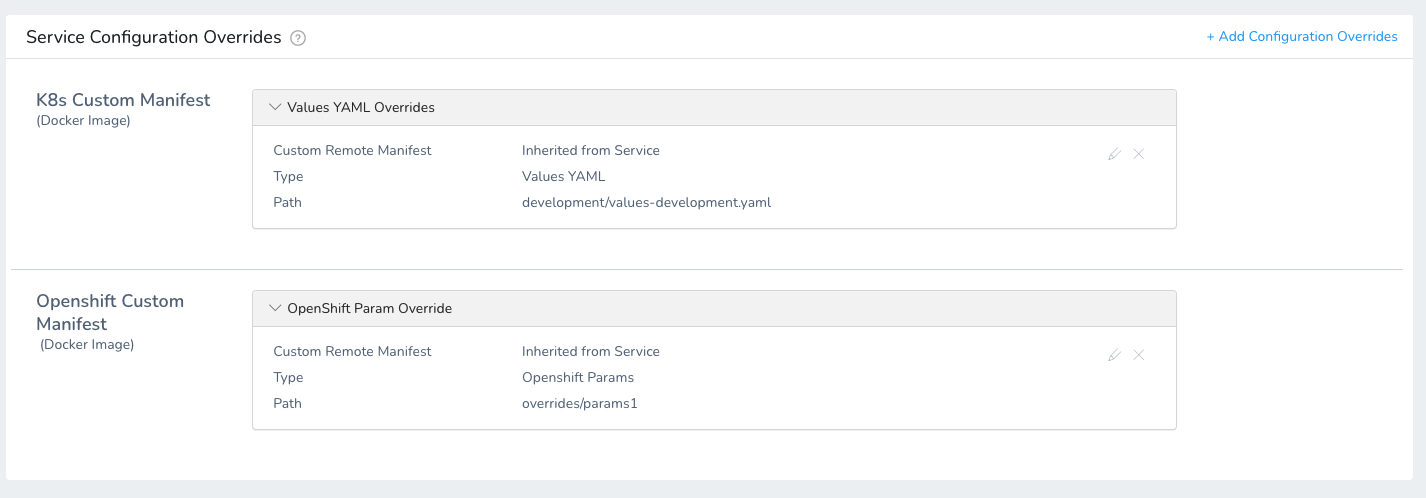 Service Configuration Overrides ?
+ Add Configuration Overrides
K8s Custom Manifest
(Docker Image)
Values YAML Overrides
Custom Remote Manifest Inherited from Service
Type Values YAML
Path development/values-development.yaml
Openshift Custom
Manifest
(Docker Image)
OpenShift Param Override
Custom Remote Manifest Inherited from Service
Type Openshift Params
Path overrides/params1